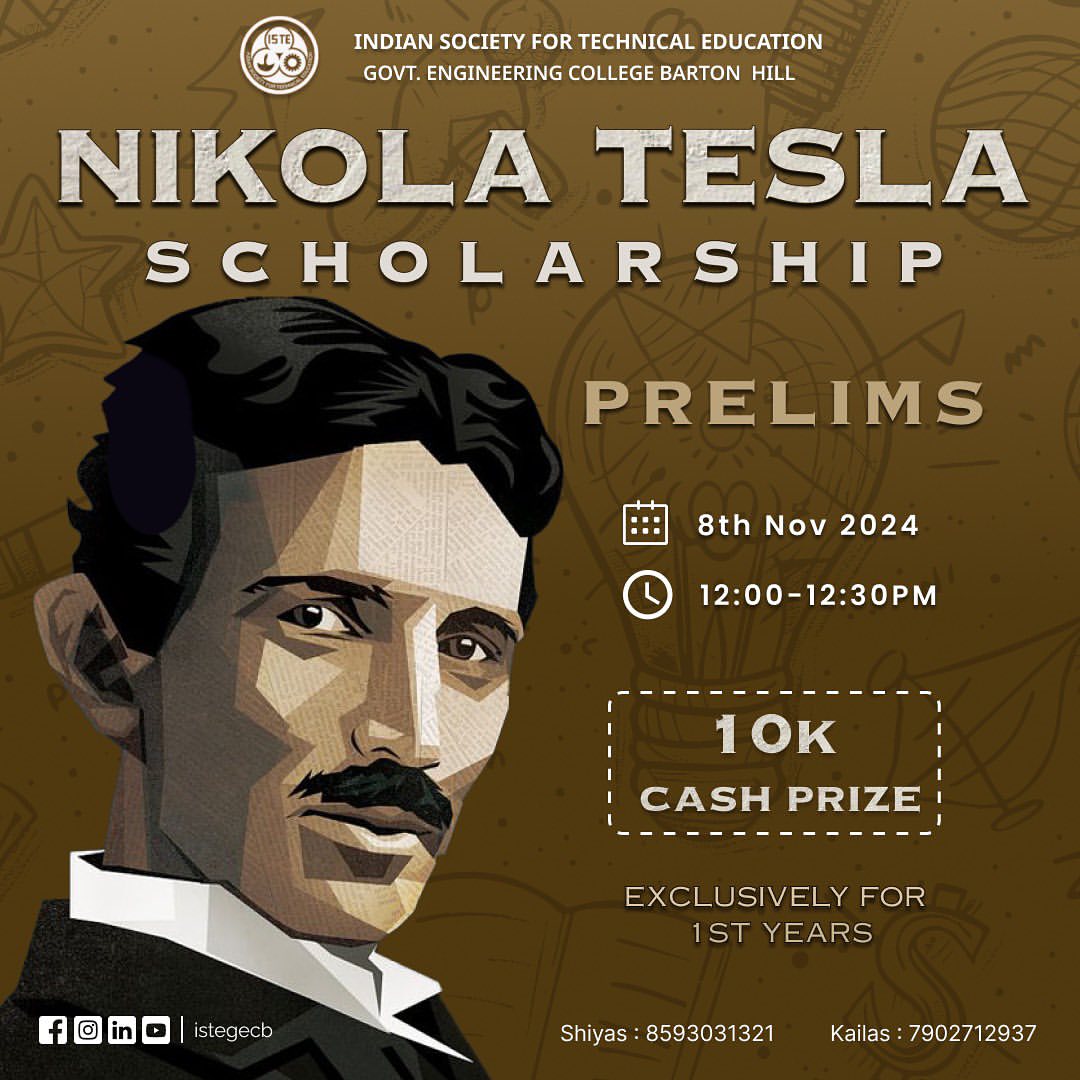 ISTE
INDIAN SOCIETY FOR TECHNICAL EDUCATION
GOVT. ENGINEERING COLLEGE BARTON HILL
NIKOLA TESLA
SCHOLARSHIP
PRELIMS
8th Nov 2024
12:00-12:30PM
10K
CASH PRIZE
EXCLUSIVELY FOR
1ST YEARS
istegecb
Shiyas : 8593031321
Kailas : 7902712937